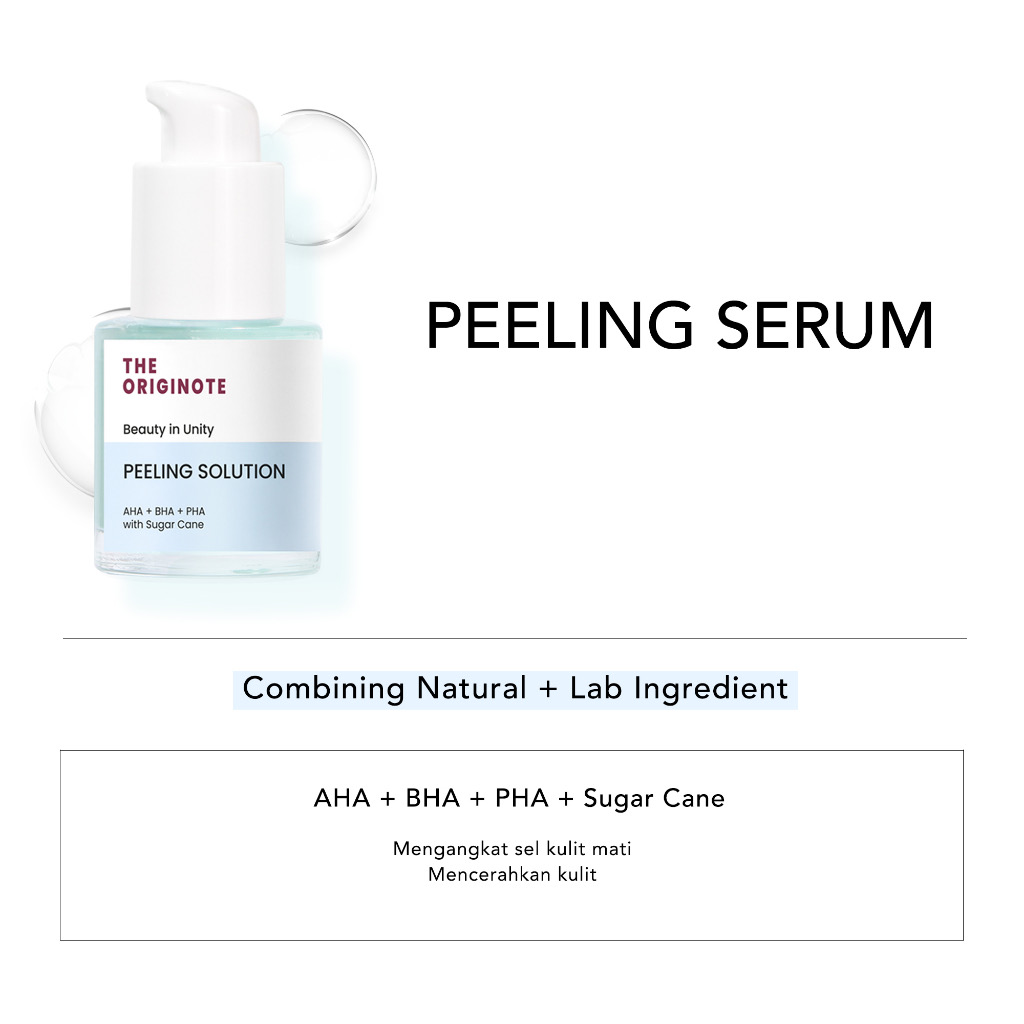 THE
ORIGINOTE
Beauty in Unity
PEELING SOLUTION
AHA + BHA + PHA
with Sugar Cane
PEELING SERUM
Combining Natural + Lab Ingredient
AHA + BHA + PHA + Sugar Cane
Mengangkat sel kulit mati
Mencerahkan kulit